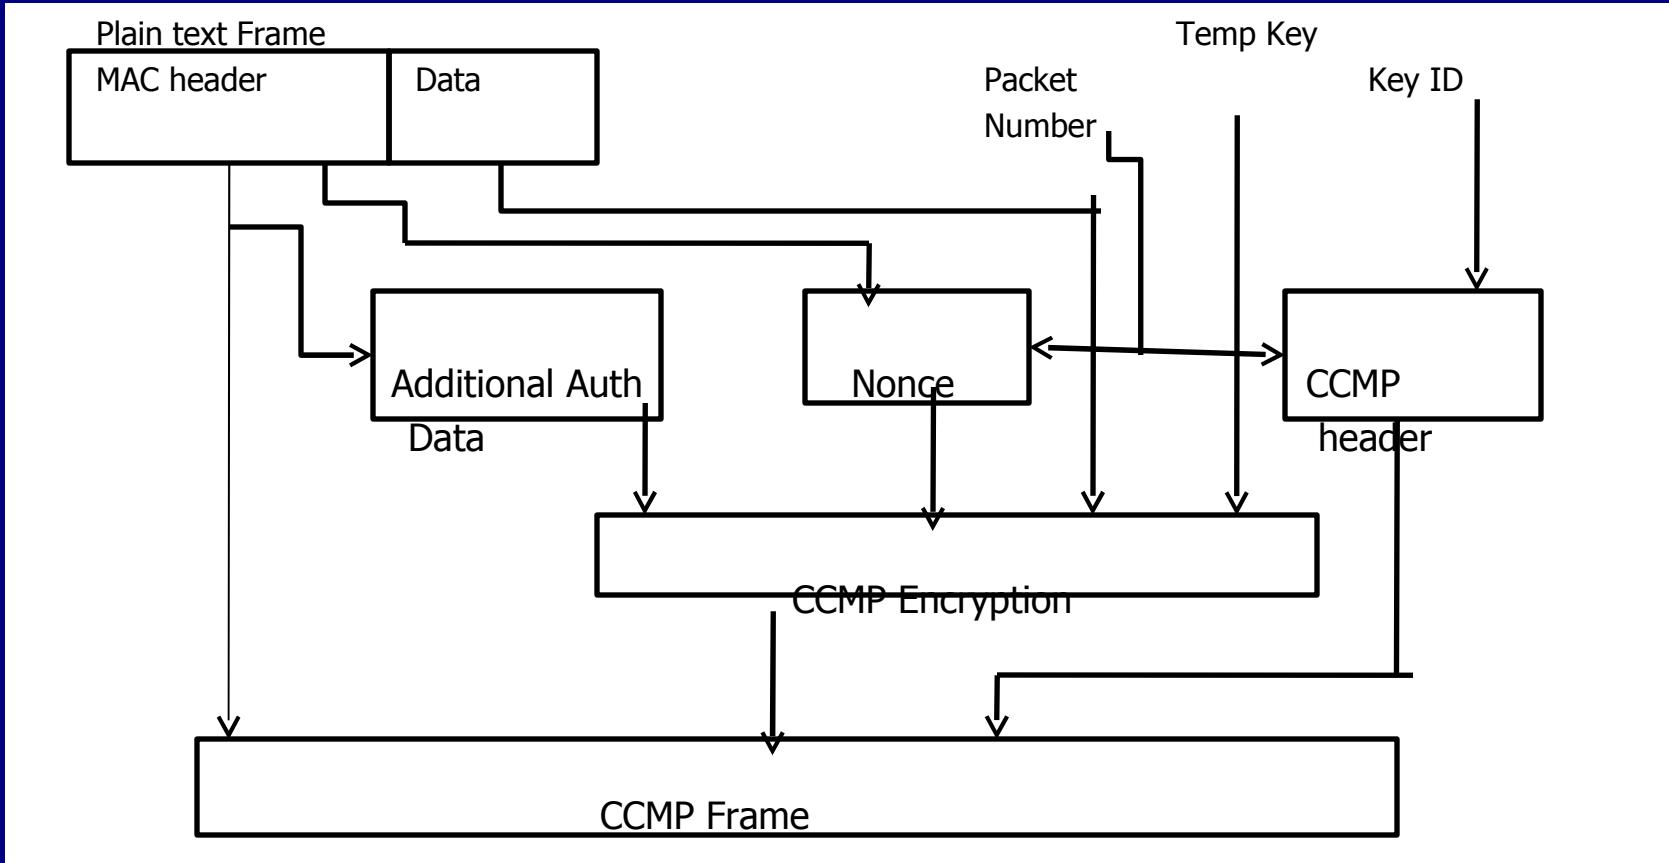 Plain text Frame
Temp Key
MAC header
Data
Packet
Number
Key ID
Additional Auth
Data
Nonce
CCMP
header
CCMP Encryption
CCMP Frame